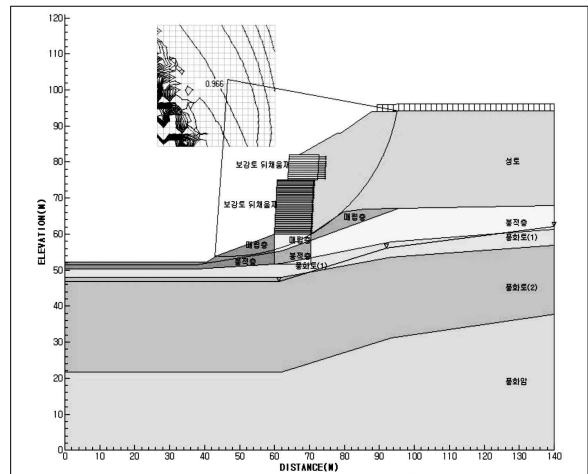 120
110
100
90
80
70
60
50
40
30
20
10
0
ELEVATION(M)
0.966
보강토 뒤채움재
보강토 뒤채움재
성토
매립층
매립층
매립층
붕적층
붕적층
붕적층
풍화토(1)
풍화토(1)
풍화토(2)
풍화암
0 10 20 30 40 50 60 70 80 90 100 110 120 130 140
DISTANCE(M)